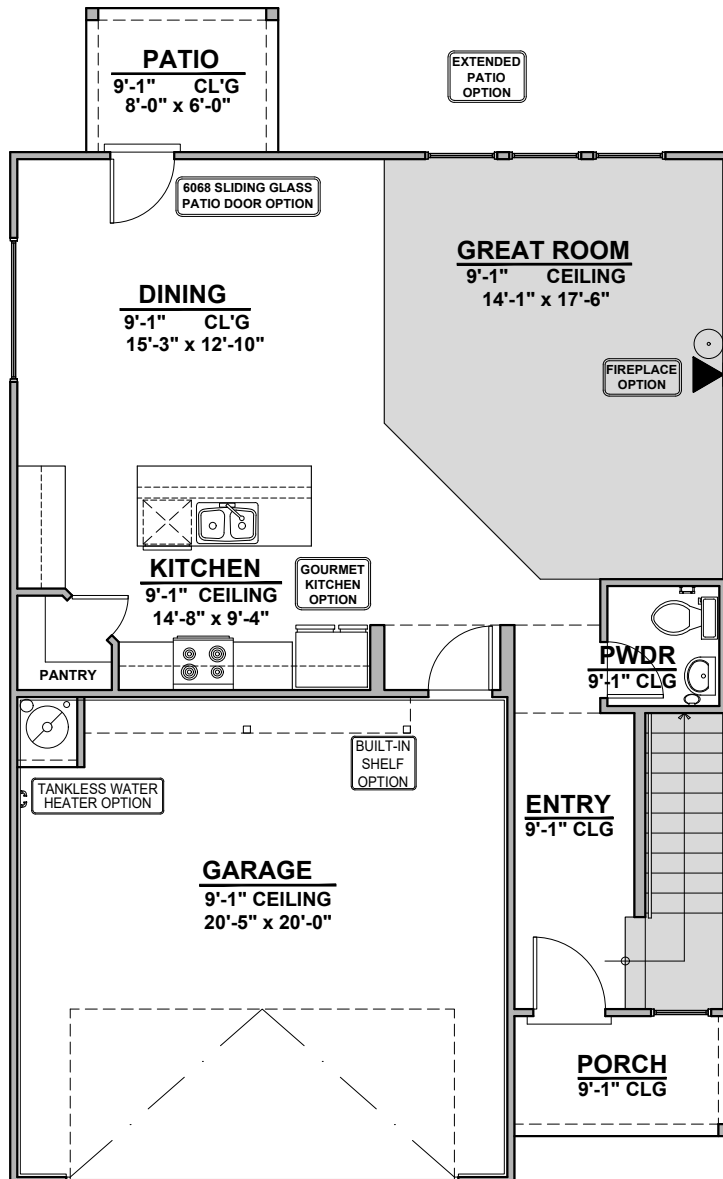 PATIO
9'-1" CL'G
8'-0" x 6'-0"
EXTENDED
PATIO
OPTION
6068 SLIDING GLASS
PATIO DOOR OPTION
GREAT ROOM
9'-1" CEILING
14'-1" x 17'-6"
DINING
9'-1" CL'G
15'-3" x 12'-10"
FIREPLACE
OPTION
KITCHEN
9'-1" CEILING
14'-8" x 9'-4"
GOURMET
KITCHEN
OPTION
PANTRY
PWDR
9'-1" CLG
BUILT-IN
SHELF
OPTION
TANKLESS WATER
HEATER OPTION
ENTRY
9'-1" CLG
GARAGE
9'-1" CEILING
20'-5" x 20'-0"
PORCH
9'-1" CLG